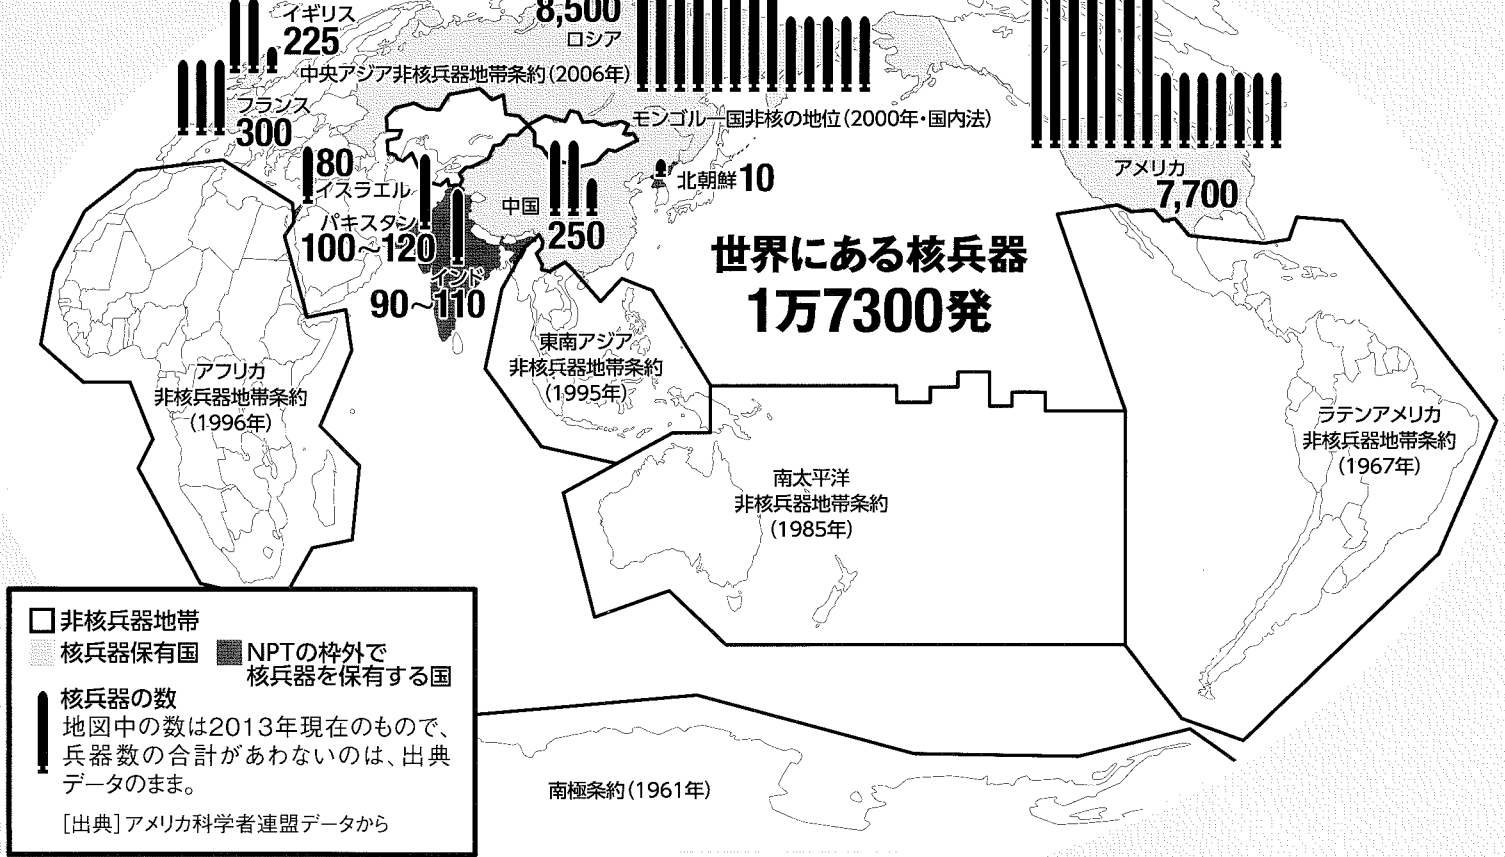 イギリス
225
8,500
ロシア
中央アジア非核兵器地帯条約(2006年)
フランス
300
モンゴル一国非核の地位(2000年・国内法)
80
イスラエル
北朝鮮10
アメリカ
7,700
中国
250
パキスタン
100〜120
インド
90〜110
世界にある核兵器
1万7300発
東南アジア
非核兵器地帯条約
(1995年)
アフリカ
非核兵器地帯条約
(1996年)
ラテンアメリカ
非核兵器地帯条約
(1967年)
南太平洋
非核兵器地帯条約
(1985年)
非核兵器地帯
核兵器保有国
NPTの枠外で
核兵器を保有する国
核兵器の数
地図中の数は2013年現在のもので、
兵器数の合計があわないのは、出典
データのまま。
[出典]アメリカ科学者連盟データから
南極条約(1961年)